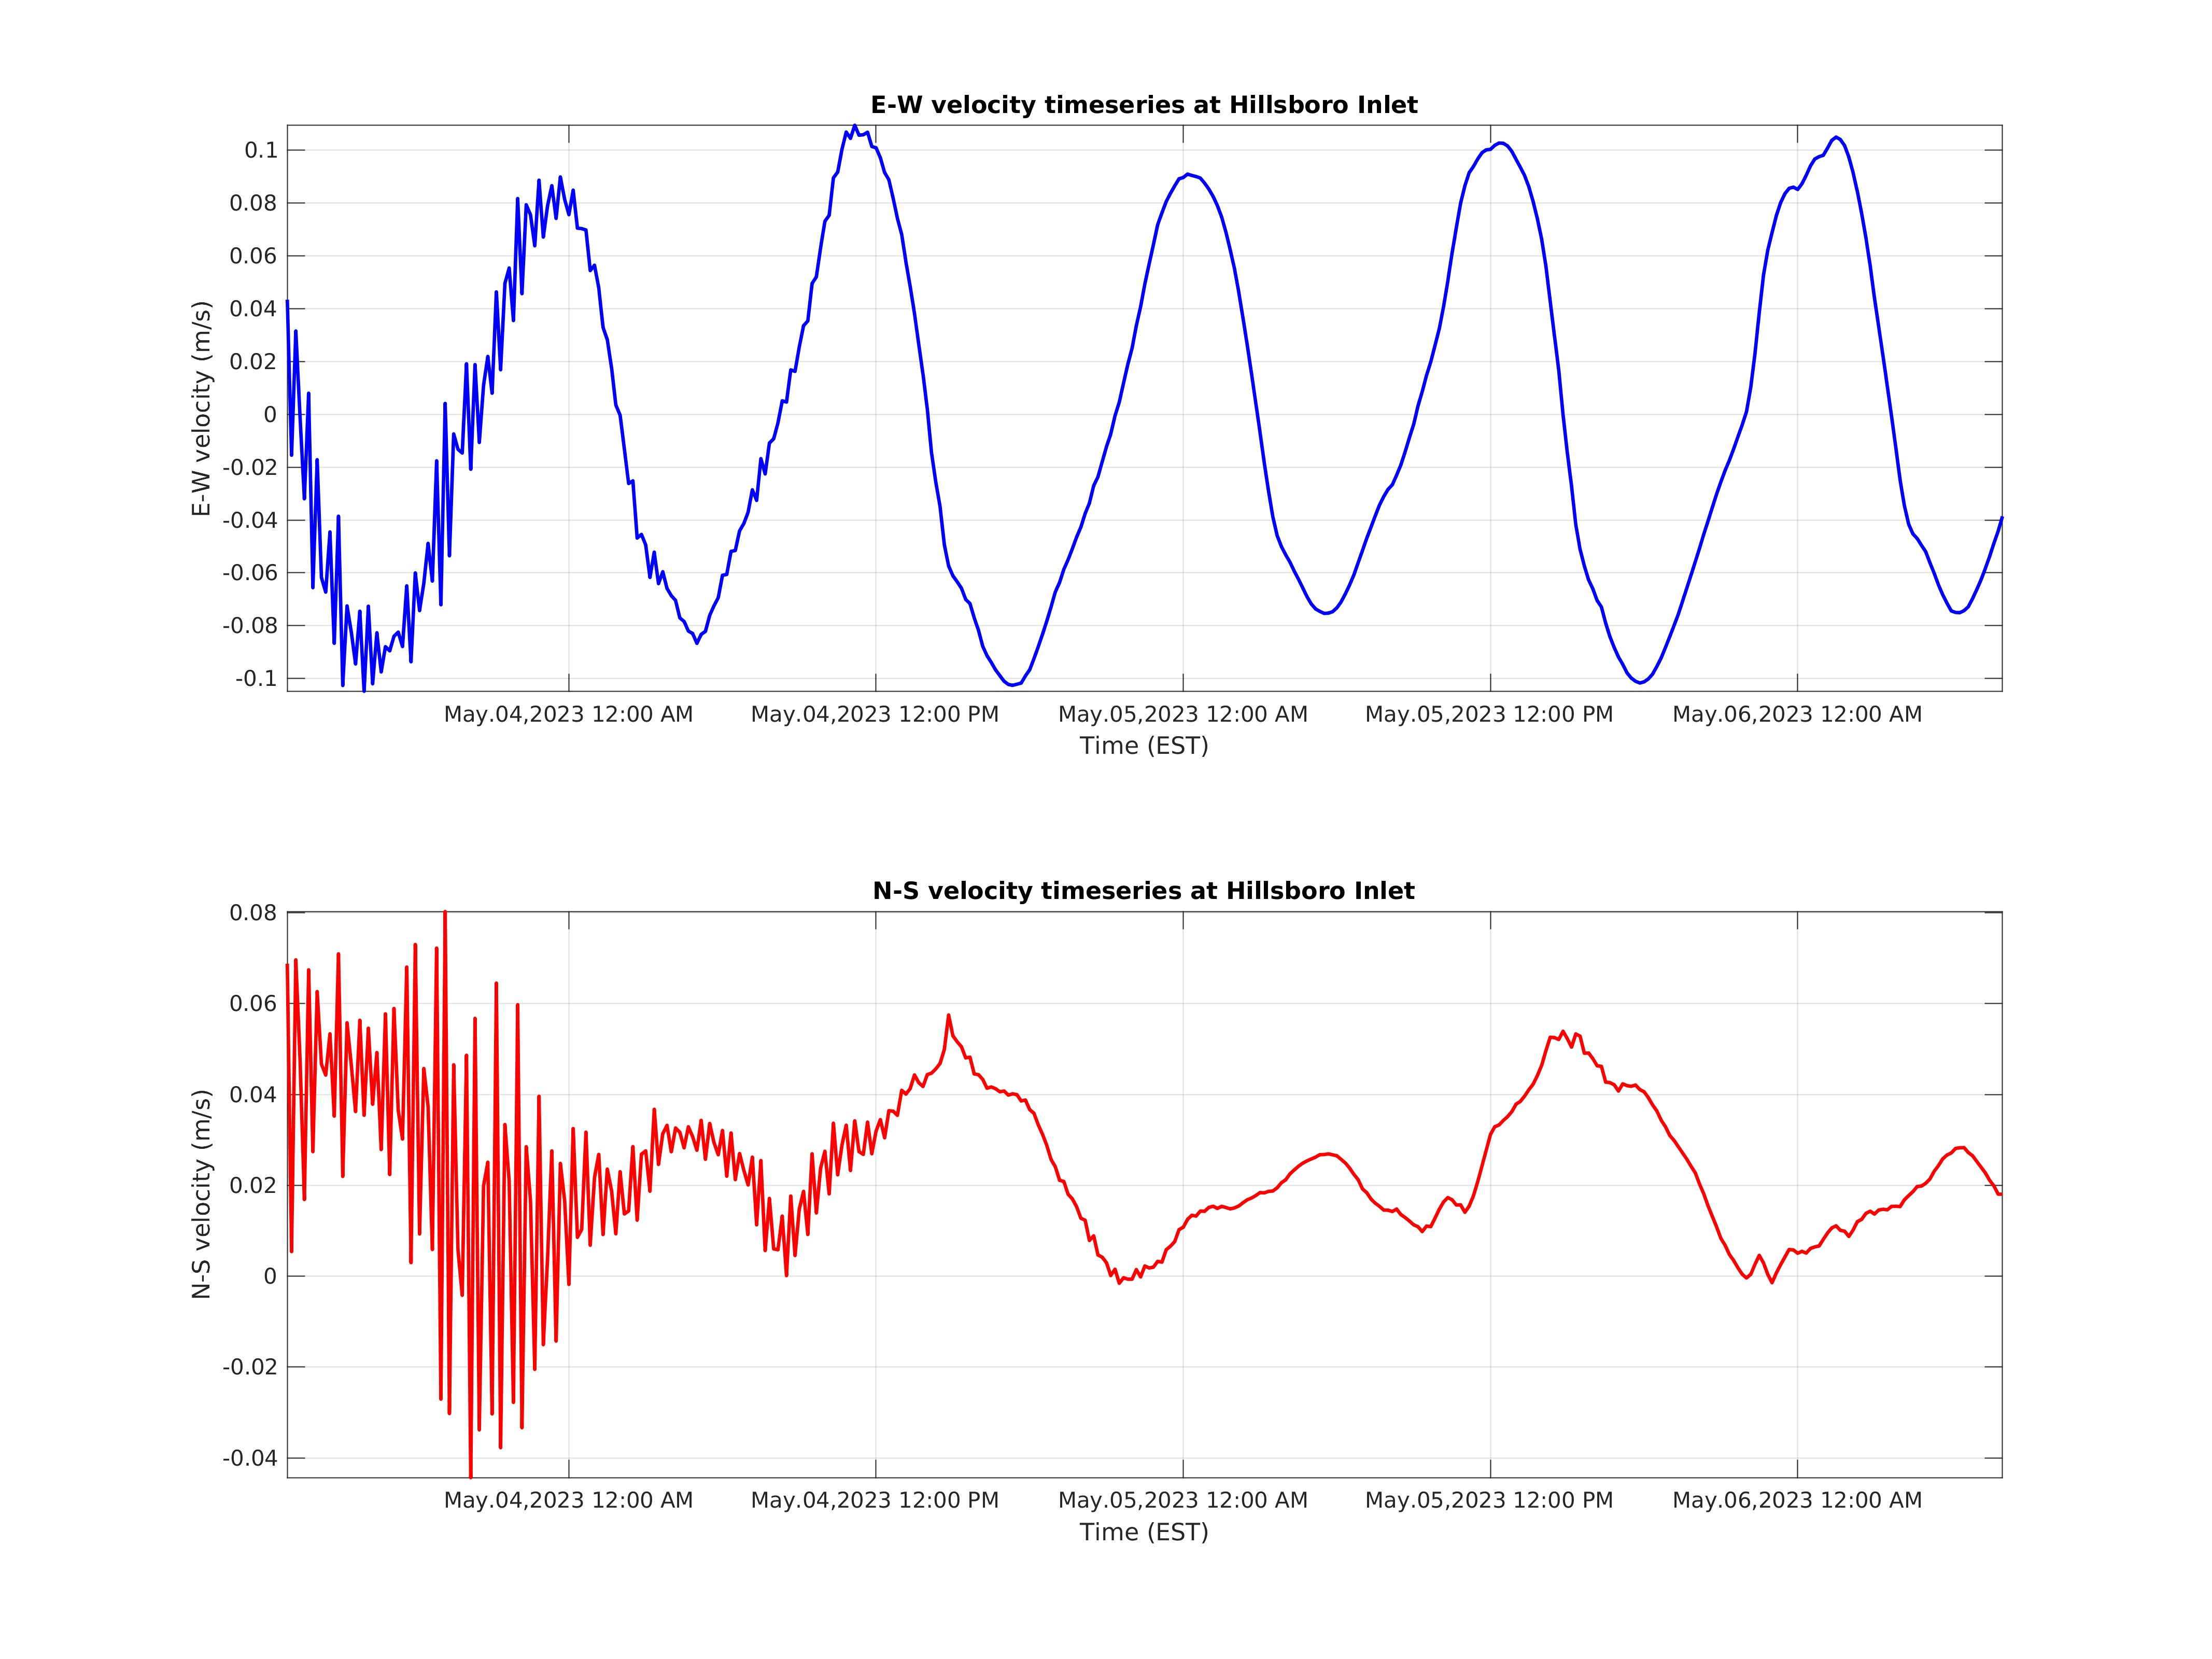 E-W velocity timeseries at Hillsboro Inlet
E-W velocity (m/s)
0.1
0.08
0.06
0.04
0.02
0
-0.02
-0.04
-0.06
-0.08
-0.1
May.04,2023 12:00 AM May.04,2023 12:00 PM May.05,2023 12:00 AM May.05,2023 12:00 PM May.06,2023 12:00 AM
Time (EST)
N-S velocity timeseries at Hillsboro Inlet
N-S velocity (m/s)
0.08
0.06
0.04
0.02
0
-0.02
-0.04
May.04,2023 12:00 AM May.04,2023 12:00 PM May.05,2023 12:00 AM May.05,2023 12:00 PM May.06,2023 12:00 AM
Time (EST)